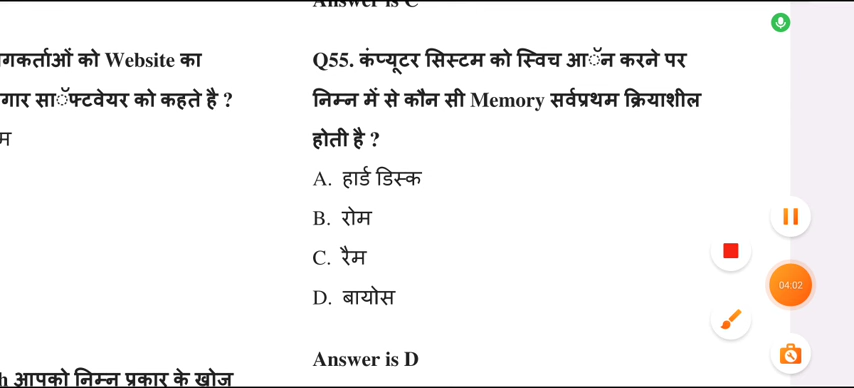 Answer is C
गकर्ताओं को Website का
गार सॉफ्टवेयर को कहते है ?
म
आपको निम्न प्रकार के खोज
Q55. कंप्यूटर सिस्टम को स्विच ऑन करने पर
निम्न में से कौन सी Memory सर्वप्रथम क्रियाशील
होती है ?
A. हार्ड डिस्क
B. रोम
C. रैम
D. बायोस
Answer is D
04:02